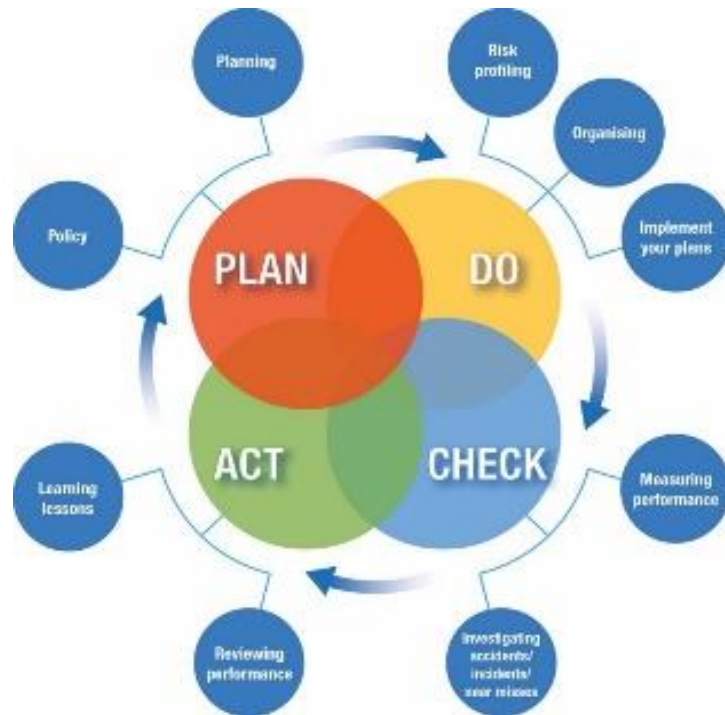 Planning
Risk
profiling
Organising
Policy
Implement
your plans
PLAN
DO
ACT
CHECK
Learning
lessons
Measuring
performance
Reviewing
performance
Investigating
accidents/
incidents/
near misses